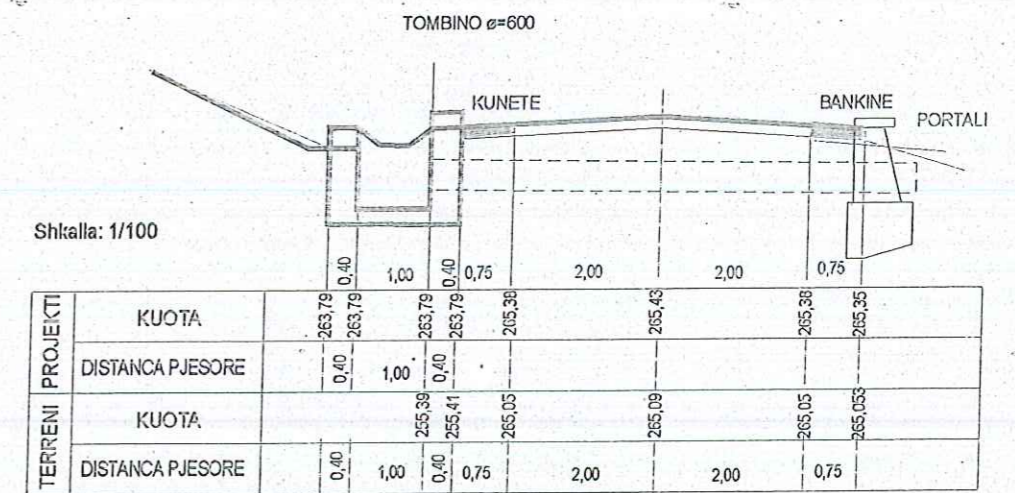 TOMBINO ø=600
KUNETE
BANKINE
PORTALI
Shkalla: 1/100
0,40 1,00 0,40 0,75 2,00 2,00 0,75
PROJEKTI
KUOTA 263,79 263,79 263,79 263,79 265,38 265,43 265,38 265,35
DISTANCA PJESORE 0,40 1,00 0,40
TERRENI
KUOTA 255,39 255,41 265,05 265,09 265,05 265,053
DISTANCA PJESORE 0,40 1,00 0,40 0,75 2,00 2,00 0,75